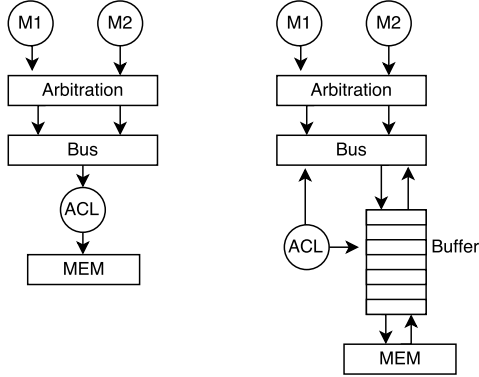 M1 M2
Arbitration
Bus
ACL
MEM
M1 M2
Arbitration
Bus
ACL
Buffer
MEM